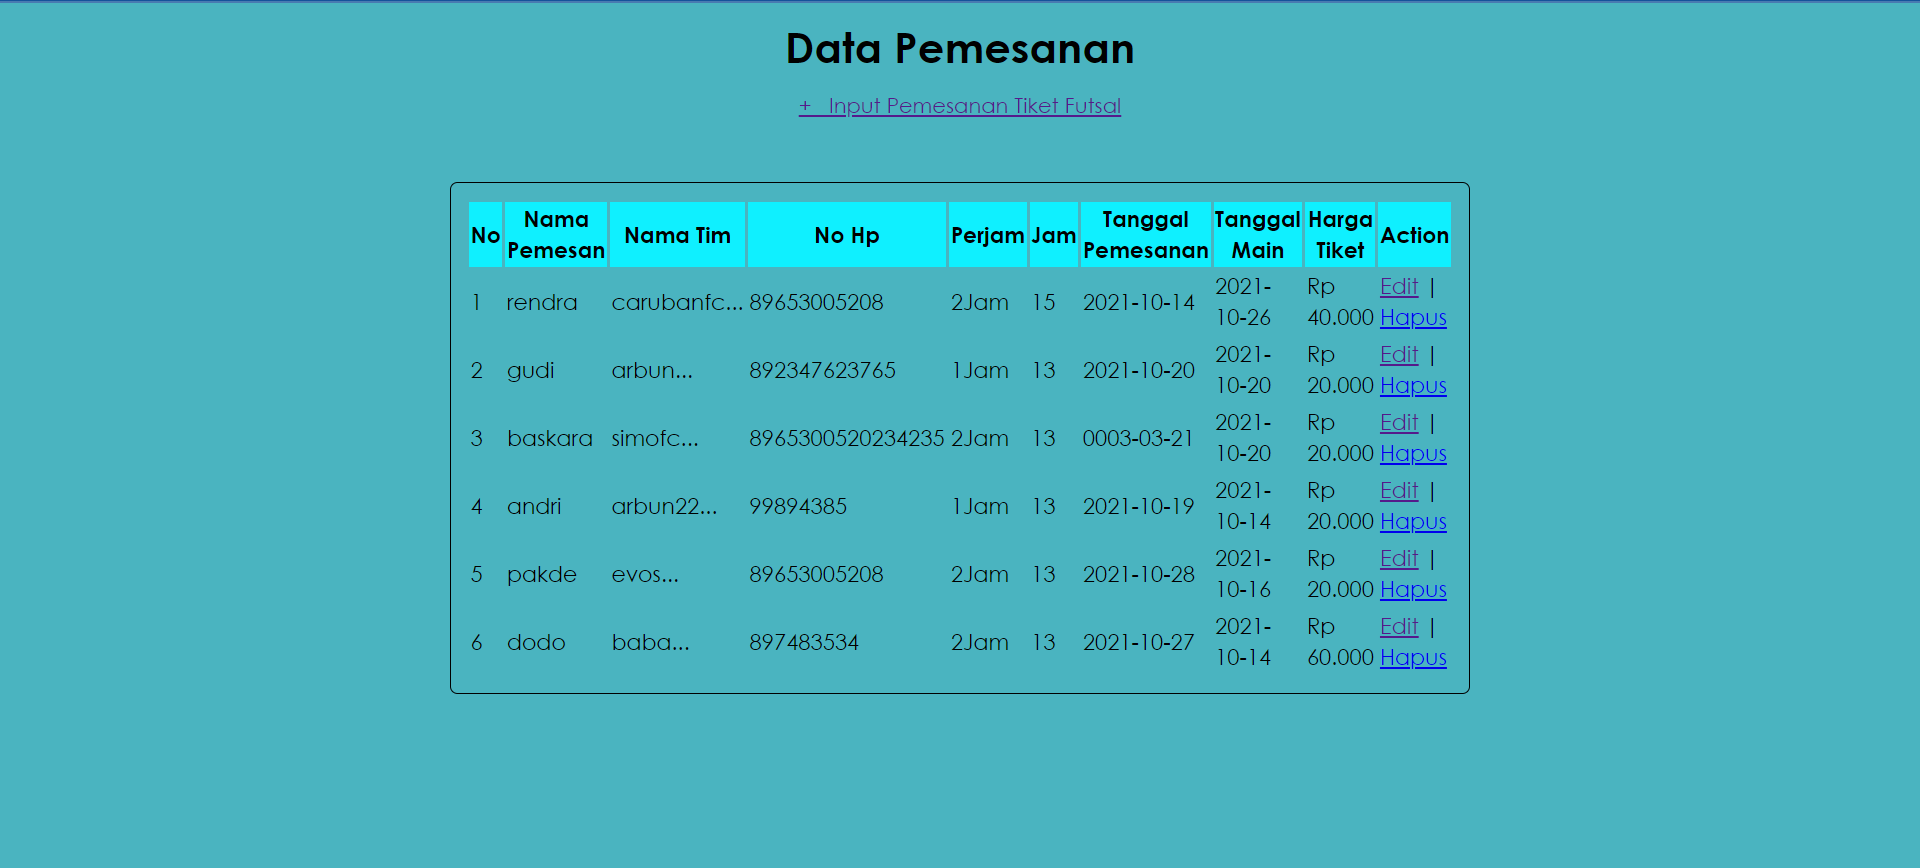 Data Pemesanan
+ Input Pemesanan Tiket Futsal
No Nama Pemesan Nama Tim No Hp Perjam Jam Tanggal Pemesanan Tanggal Main Harga Tiket Action
1 rendra carubanfc... 89653005208 2Jam 15 2021-10-14 2021-10-26 Rp 40.000 Edit | Hapus
2 gudi arbun... 892347623765 1Jam 13 2021-10-20 2021-10-20 Rp 20.000 Edit | Hapus
3 baskara simofc... 8965300520234235 2Jam 13 0003-03-21 2021-10-20 Rp 20.000 Edit | Hapus
4 andri arbun22... 99894385 1Jam 13 2021-10-19 2021-10-14 Rp 20.000 Edit | Hapus
5 pakde evos... 89653005208 2Jam 13 2021-10-28 2021-10-16 Rp 20.000 Edit | Hapus
6 dodo baba... 897483534 2Jam 13 2021-10-27 2021-10-14 Rp 60.000 Edit | Hapus